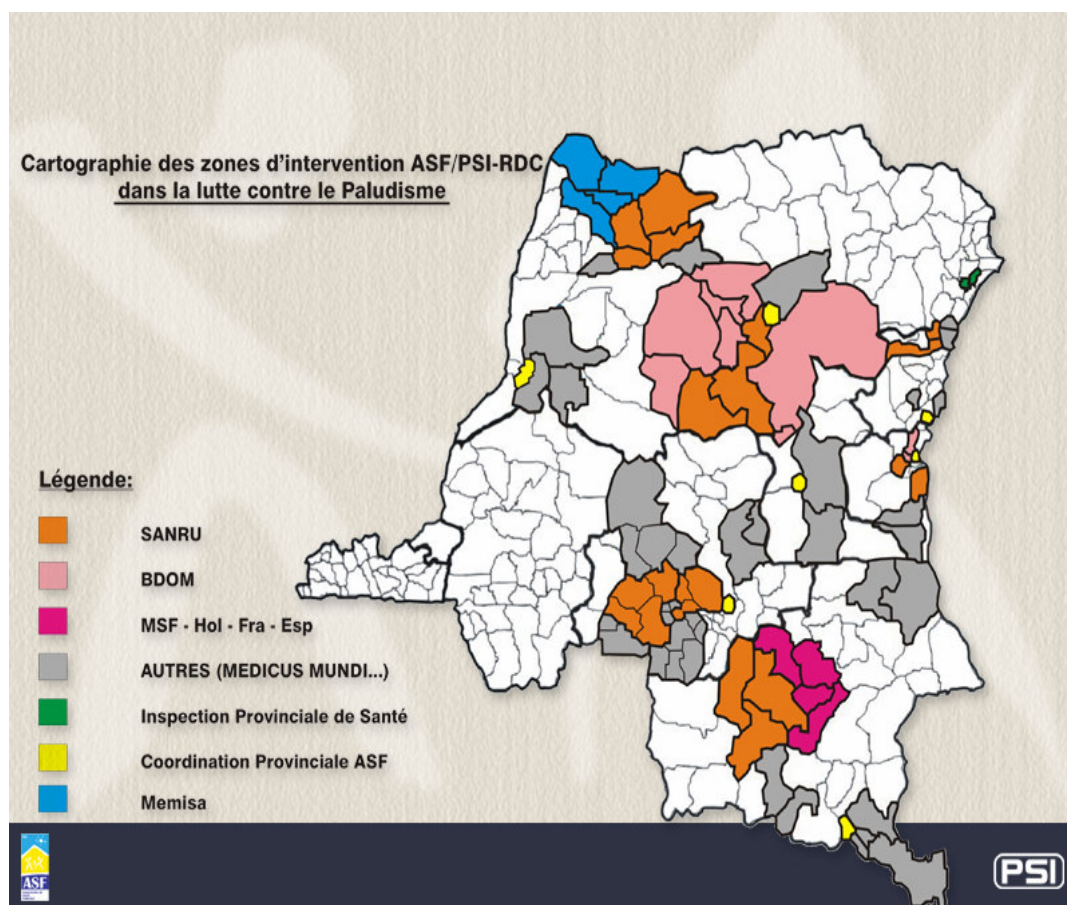 Cartographie des zones d'intervention ASF/PSI-RDC
dans la lutte contre le Paludisme
Légende:
SANRU
BDOM
MSF - Hol - Fra - Esp
AUTRES (MEDICUS MUNDI...)
Inspection Provinciale de Santé
Coordination Provinciale ASF
Memisa
ASF
PSI